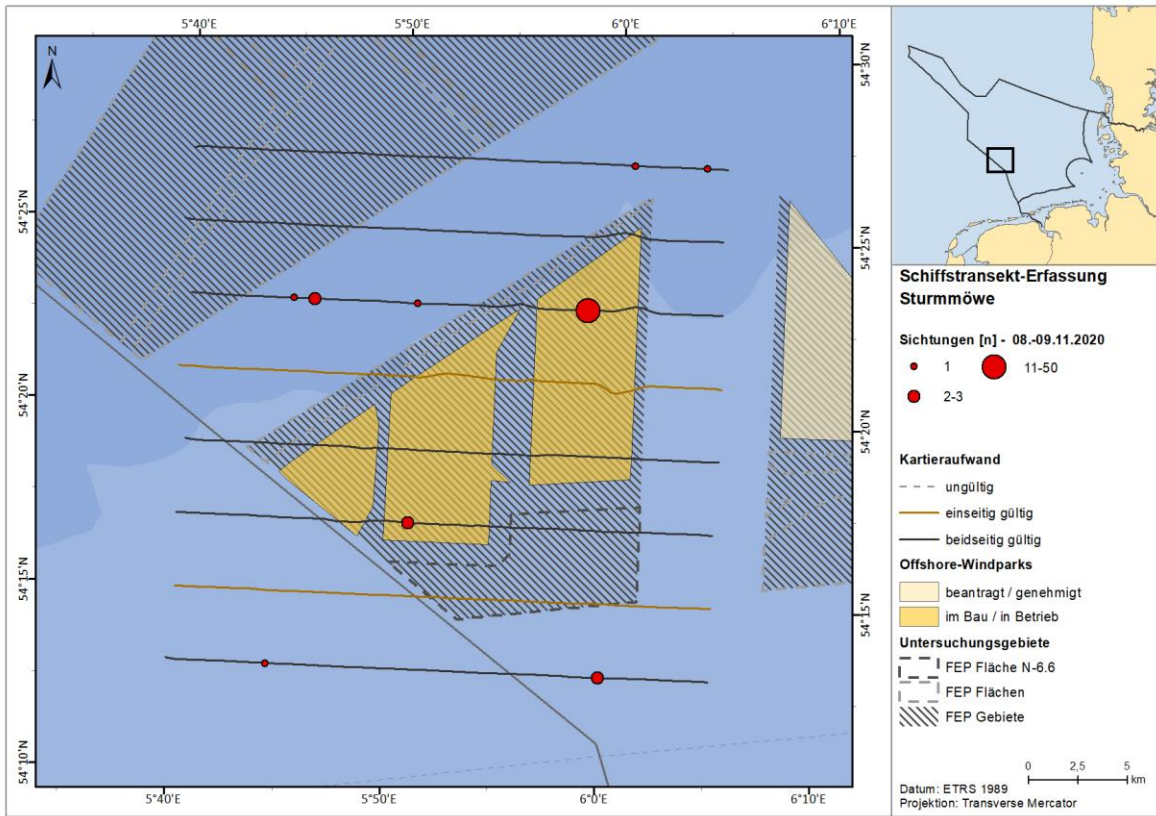 5°40'E
5°50'E
6°0'E
6°10'E
N
54°30'N
54°25'N
54°25'N
54°20'N
54°20'N
54°15'N
54°15'N
54°10'N
5°40'E
5°50'E
6°0'E
6°10'E
Schiffstransekt-Erfassung
Sturmmöwe
Sichtungen [n] - 08.-09.11.2020
1
11-50
2-3
Kartieraufwand
ungültig
einseitig gültig
beidseitig gültig
Offshore-Windparks
beantragt / genehmigt
im Bau / in Betrieb
Untersuchungsgebiete
FEP Fläche N-6.6
FEP Flächen
FEP Gebiete
0 2,5 5
km
Datum: ETRS 1989
Projektion: Transverse Mercator